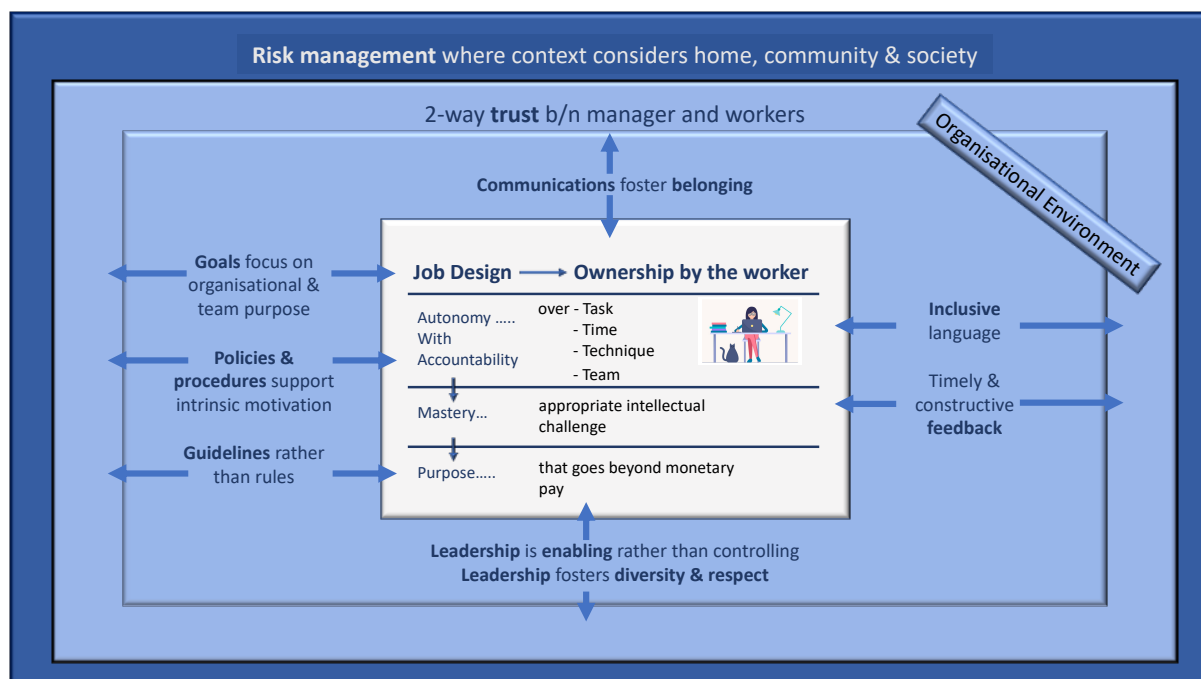 Risk management where context considers home, community & society
2-way trust b/n manager and workers
Organisational Environment
Communications foster belonging
Goals focus on
organisational &
team purpose
Policies &
procedures support
intrinsic motivation
Guidelines rather
than rules
Job Design
Ownership by the worker
Autonomy …..
With
Accountability
over - Task
- Time
- Technique
- Team
Mastery…
appropriate intellectual
challenge
Purpose…..
that goes beyond monetary
pay
Inclusive
language
Timely &
constructive
feedback
Leadership is enabling rather than controlling
Leadership fosters diversity & respect